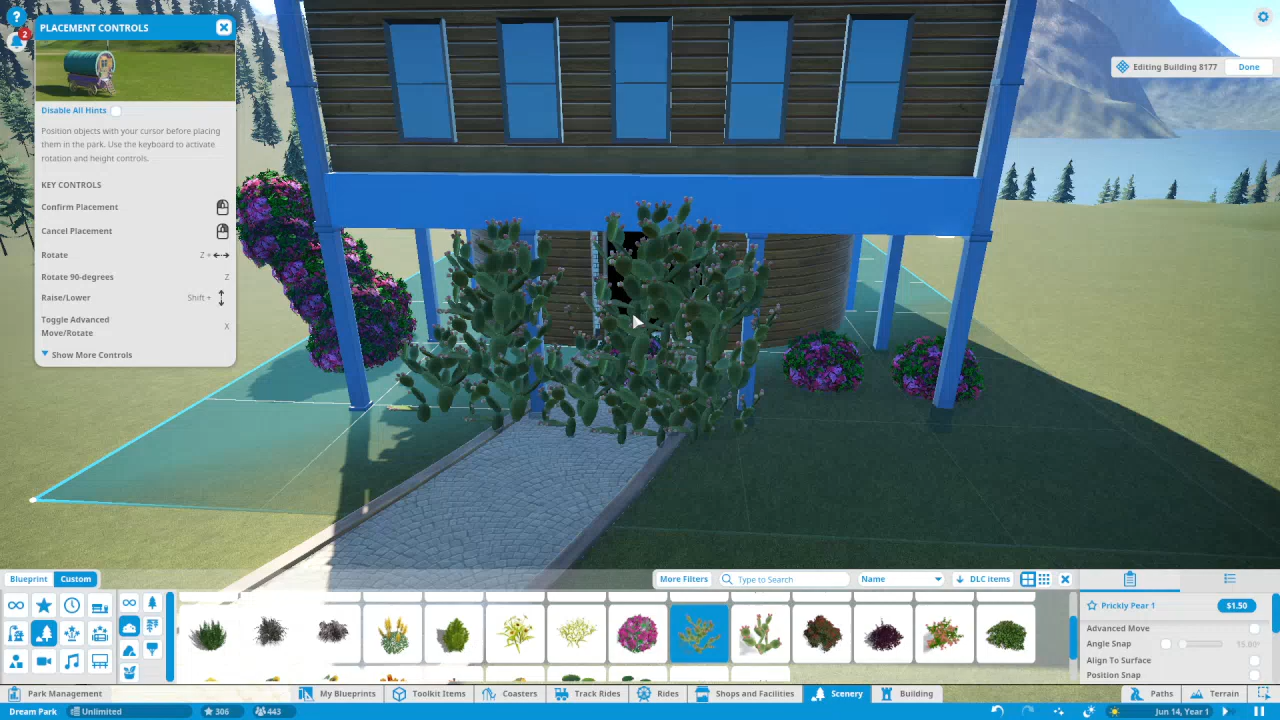 ?
2
PLACEMENT CONTROLS
Disable All Hints
Position objects with your cursor before placing
them in the park. Use the keyboard to activate
rotation and height controls.
KEY CONTROLS
Confirm Placement
Cancel Placement
Rotate Z +
Rotate 90-degrees Z
Raise/Lower Shift +
Toggle Advanced
Move/Rotate X
Show More Controls
Editing Building 8177 Done
Blueprint Custom
More Filters Type to Search Name DLC items
Prickly Pear 1 $1.50
Advanced Move
Angle Snap 15.00°
Align To Surface
Position Snap
Park Management My Blueprints Toolkit Items Coasters Track Rides Rides Shops and Facilities Scenery Building Paths Terrain
Dream Park Unlimited 306 443 Jun 14, Year 1